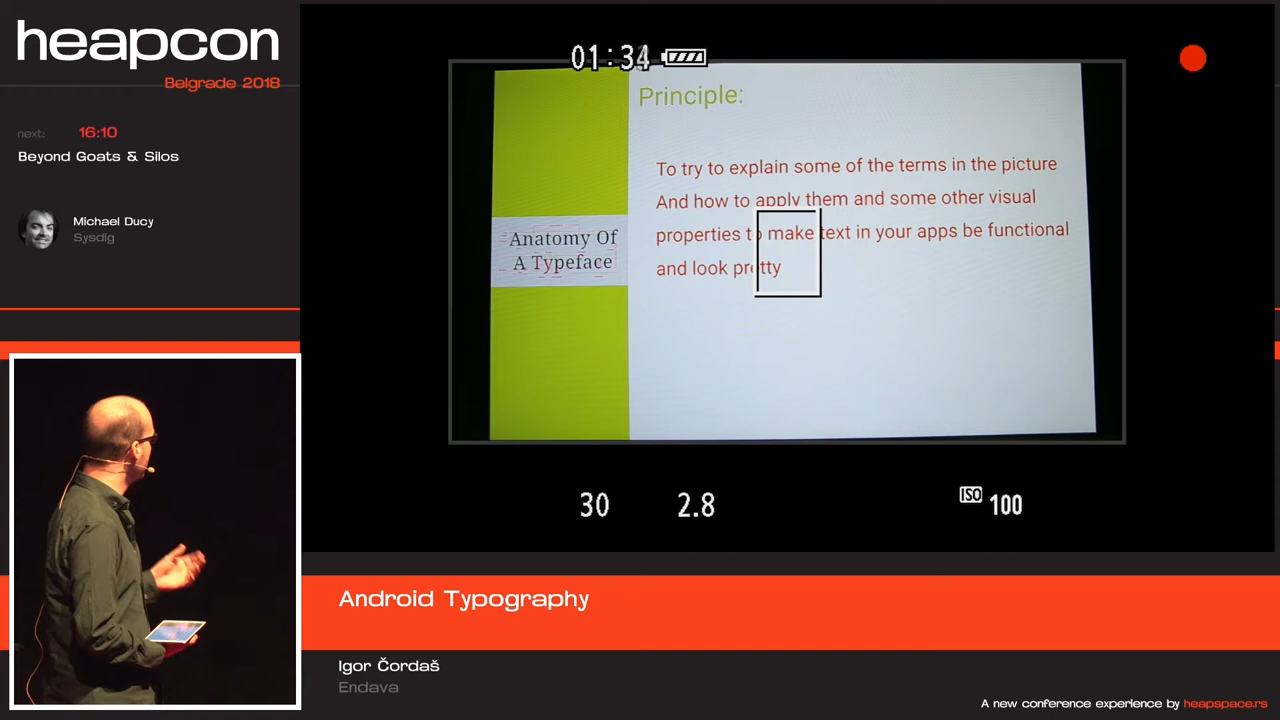 heapcon
Belgrade 2018
next: 16:10
Beyond Goats & Silos
Michael Ducy
Sysdig
01:34
Principle:
To try to explain some of the terms in the picture
And how to apply them and some other visual
properties to make text in your apps be functional
and look pretty
Anatomy Of
A Typeface
30 2.8 ISO 100
Android Typography
Igor Čordaš
Endava
A new conference experience by heapspace.rs